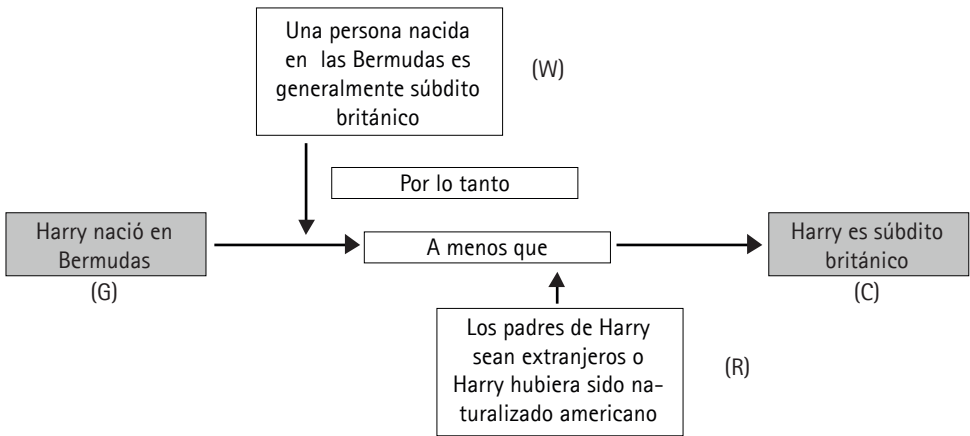 Una persona nacida
en las Bermudas es
generalmente súbdito
británico
(W)
Por lo tanto
Harry nació en
Bermudas
(G)
A menos que
Harry es súbdito
británico
(C)
Los padres de Harry
sean extranjeros o
Harry hubiera sido na-
turalizado americano
(R)